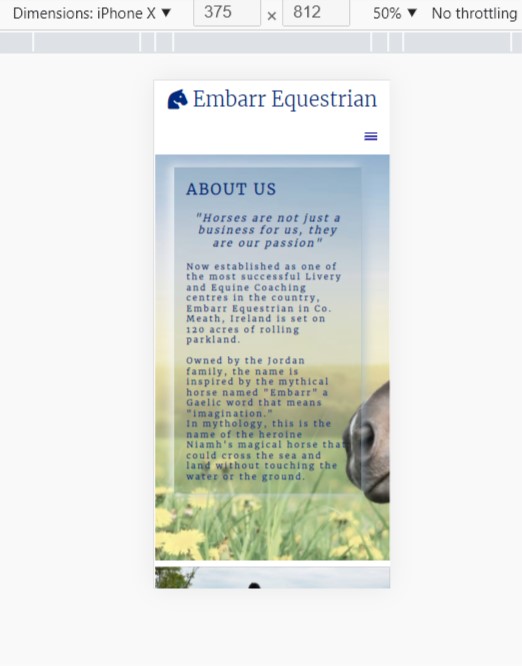 Dimensions: iPhone X ▼ 375 × 812 50% ▼ No throttling
Embarr Equestrian
ABOUT US
"Horses are not just a
business for us, they
are our passion"
Now established as one of
the most successful Livery
and Equine Coaching
centres in the country,
Embarr Equestrian in Co.
Meath, Ireland is set on
120 acres of rolling
parkland.
Owned by the Jordan
family, the name is
inspired by the mythical
horse named "Embarr" a
Gaelic word that means
"imagination."
In mythology, this is the
name of the heroine
Niamh's magical horse that
could cross the sea and
land without touching the
water or the ground.